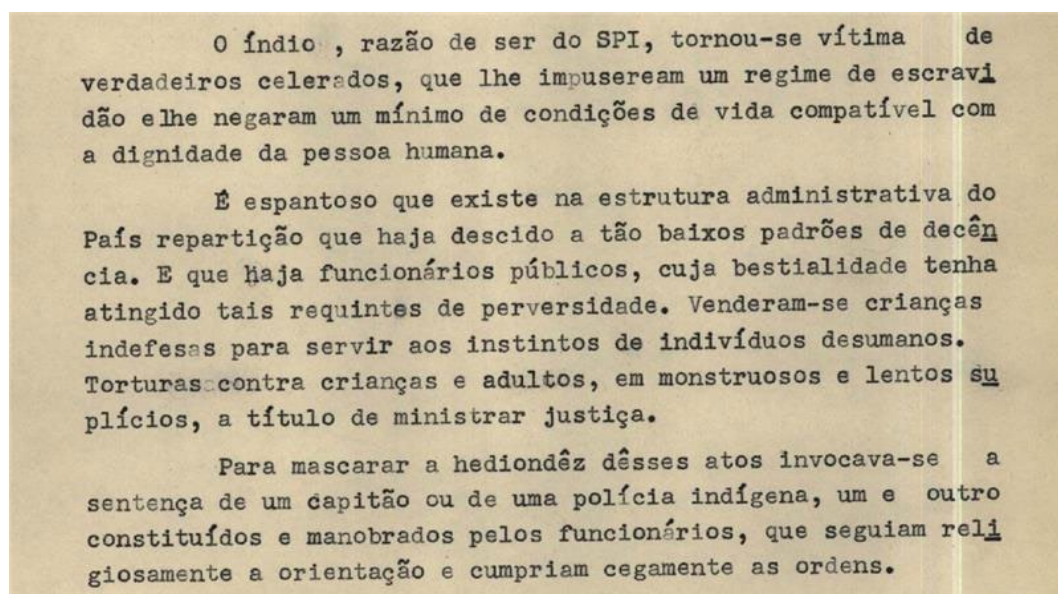 O índio , razão de ser do SPI, tornou-se vítima de
verdadeiros celerados, que lhe impuseream um regime de escravi
dão elhe negaram um mínimo de condições de vida compatível com
a dignidade da pessoa humana.
É espantoso que existe na estrutura administrativa do
País repartição que haja descido a tão baixos padrões de decên
cia. E que haja funcionários públicos, cuja bestialidade tenha
atingido tais requintes de perversidade. Venderam-se crianças
indefesas para servir aos instintos de indivíduos desumanos.
Torturas contra crianças e adultos, em monstruosos e lentos su
plícios, a título de ministrar justiça.
Para mascarar a hediondêz dêsses atos invocava-se a
sentença de um capitão ou de uma polícia indígena, um e outro
constituídos e manobrados pelos funcionários, que seguiam reli
giosamente a orientação e cumpriam cegamente as ordens.